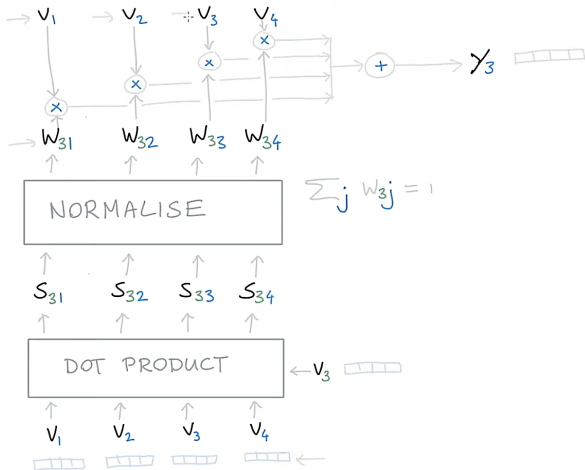 V₁ V₂ V₃ V₄
×
×
×
+ y₃
×
W₃₁ W₃₂ W₃₃ W₃₄
NORMALISE ∑ⱼ W₃ⱼ = 1
S₃₁ S₃₂ S₃₃ S₃₄
DOT PRODUCT V₃
V₁ V₂ V₃ V₄